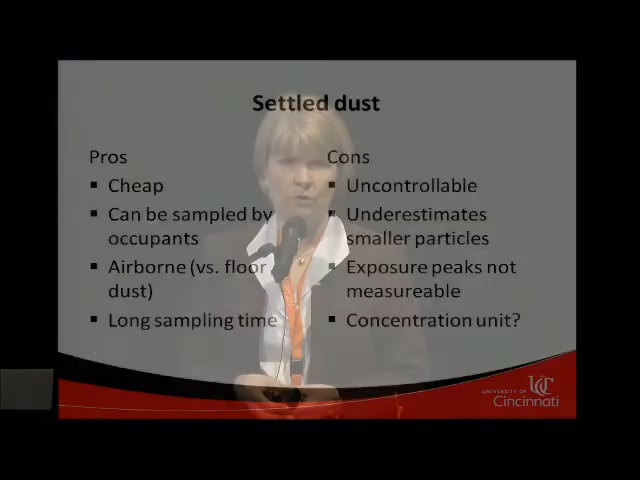 Settled dust
Pros
▪ Cheap
▪ Can be sampled by
occupants
▪ Airborne (vs. floor
dust)
▪ Long sampling time
Cons
▪ Uncontrollable
▪ Underestimates
smaller particles
▪ Exposure peaks not
measureable
▪ Concentration unit?
UNIVERSITY OF
UC
Cincinnati